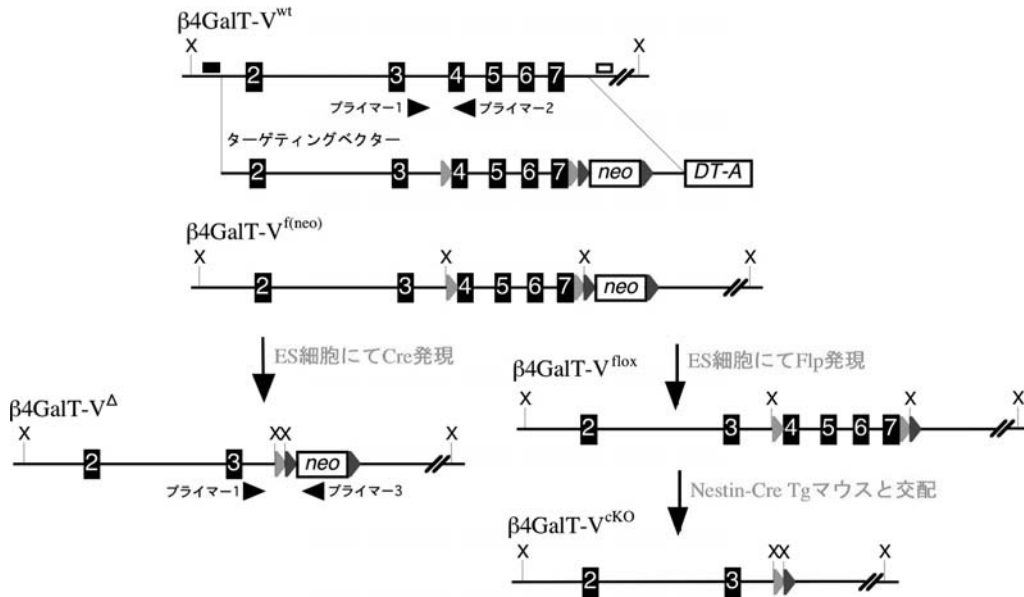 β4GalT-V^wt
X X
2 3 4 5 6 7
プライマー1 プライマー2
ターゲティングベクター
2 3 4 5 6 7 neo DT-A
β4GalT-V^f(neo)
X X X X
2 3 4 5 6 7 neo
ES細胞にてCre発現
ES細胞にてFlp発現
β4GalT-V^flox
X X X X
2 3 4 5 6 7
β4GalT-V^Δ
X XX X
2 3 neo
プライマー1 プライマー3
Nestin-Cre Tgマウスと交配
β4GalT-V^cKO
X XX X
2 3